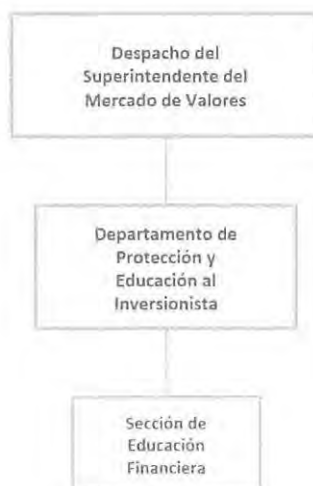 Despacho del
Superintendente del
Mercado de Valores
Departamento de
Protección y
Educación al
Inversionista
Sección de
Educación
Financiera